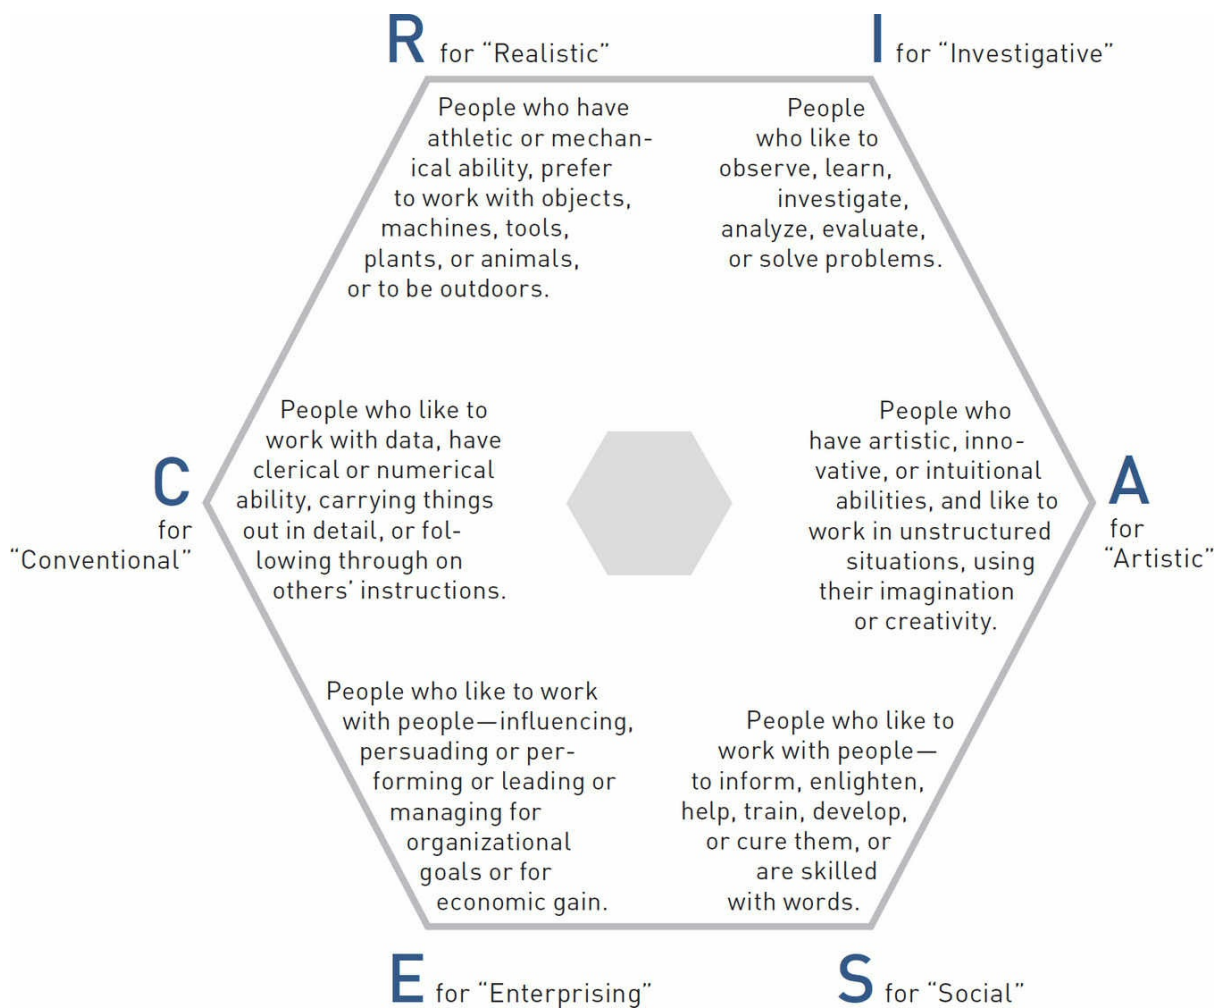 R for “Realistic”
People who have
athletic or mechan-
ical ability, prefer
to work with objects,
machines, tools,
plants, or animals,
or to be outdoors.
I for “Investigative”
People
who like to
observe, learn,
investigate,
analyze, evaluate,
or solve problems.
C
for
“Conventional”
People who like to
work with data, have
clerical or numerical
ability, carrying things
out in detail, or fol-
lowing through on
others’ instructions.
People who
have artistic, inno-
vative, or intuitional
abilities, and like to
work in unstructured
situations, using
their imagination
or creativity.
A
for
“Artistic”
People who like to work
with people—influencing,
persuading or per-
forming or leading or
managing for
organizational
goals or for
economic gain.
E for “Enterprising”
People who like to
work with people—
to inform, enlighten,
help, train, develop,
or cure them, or
are skilled
with words.
S for “Social”